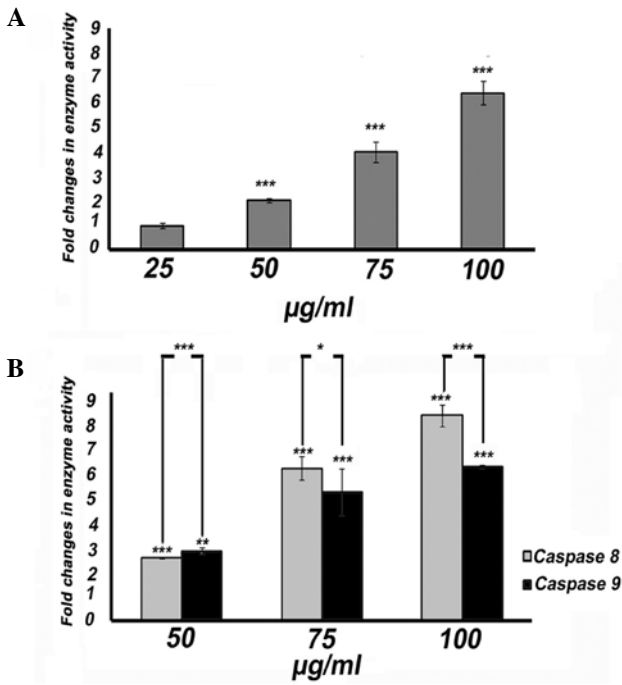 A
Fold changes in enzyme activity
9
8
7
6
5
4
3
2
1
0
***
***
***
25 50 75 100
µg/ml
B
*** * ***
Fold changes in enzyme activity
9
8
7
6
5
4
3
2
1
0
*** ** *** *** *** ***
Caspase 8
Caspase 9
50 75 100
µg/ml